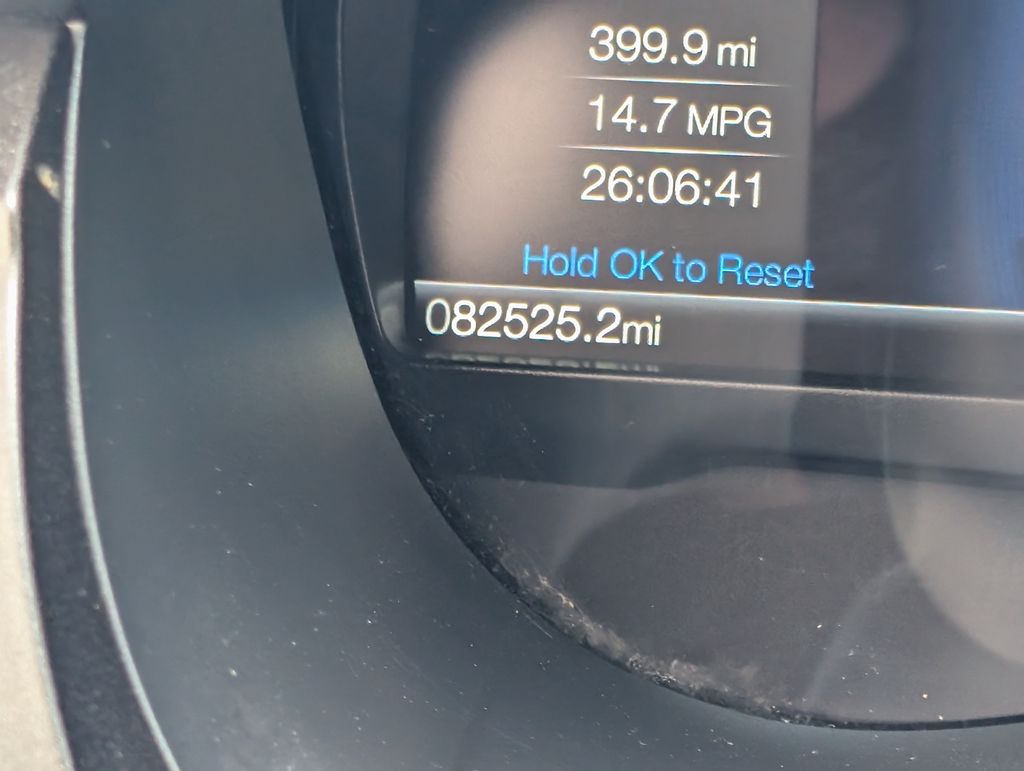 399.9 mi
14.7 MPG
26:06:41
Hold OK to Reset
082525.2mi